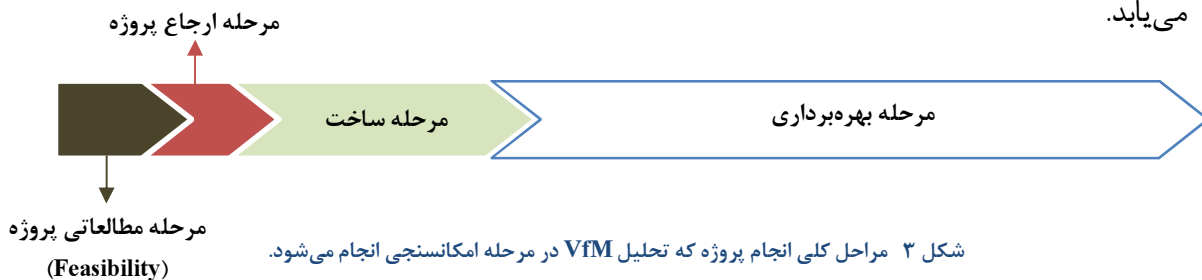 می‌یابد.
مرحله ارجاع پروژه
مرحله ساخت
مرحله بهره‌برداری
مرحله مطالعاتی پروژه
(Feasibility)
شکل ۳ مراحل کلی انجام پروژه که تحلیل VfM در مرحله امکانسنجی انجام می‌شود.